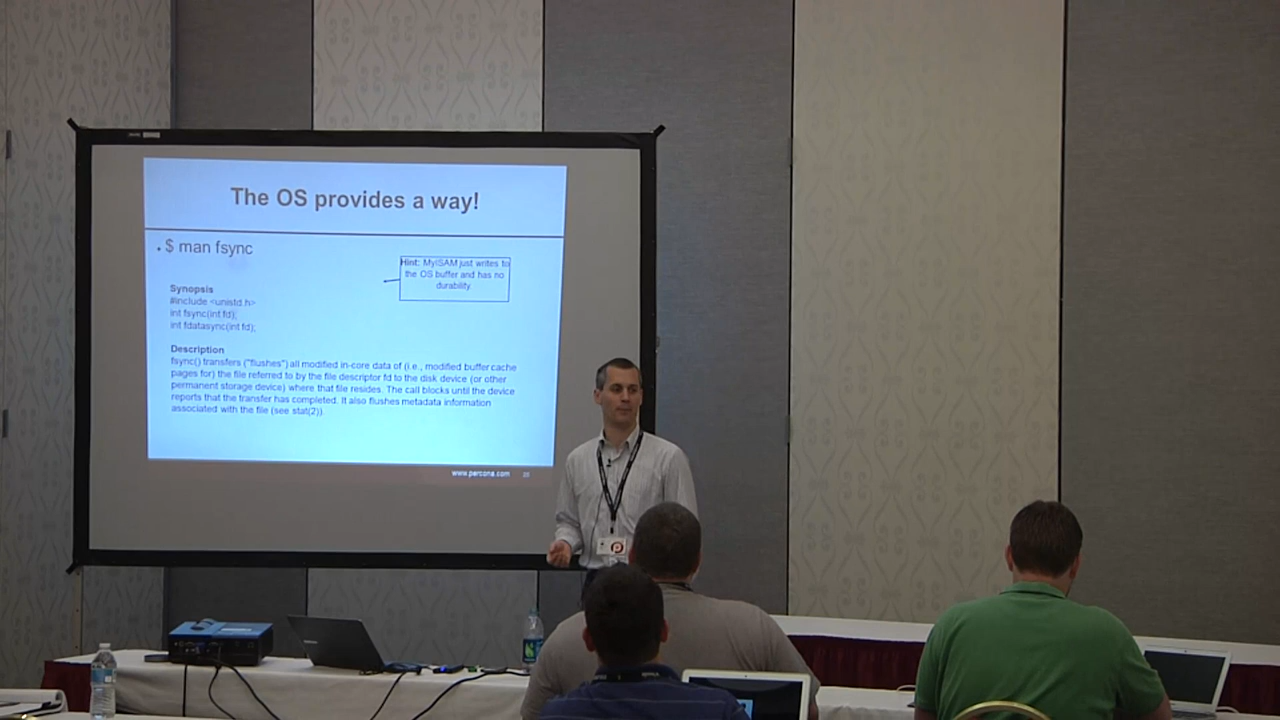 The OS provides a way!
• $ man fsync
Hint: MyISAM just writes to
the OS buffer and has no
durability.
Synopsis
#include <unistd.h>
int fsync(int fd);
int fdatasync(int fd);
Description
fsync() transfers ("flushes") all modified in-core data of (i.e., modified buffer cache
pages for) the file referred to by the file descriptor fd to the disk device (or other
permanent storage device) where that file resides. The call blocks until the device
reports that the transfer has completed. It also flushes metadata information
associated with the file (see stat(2)).
www.percona.com